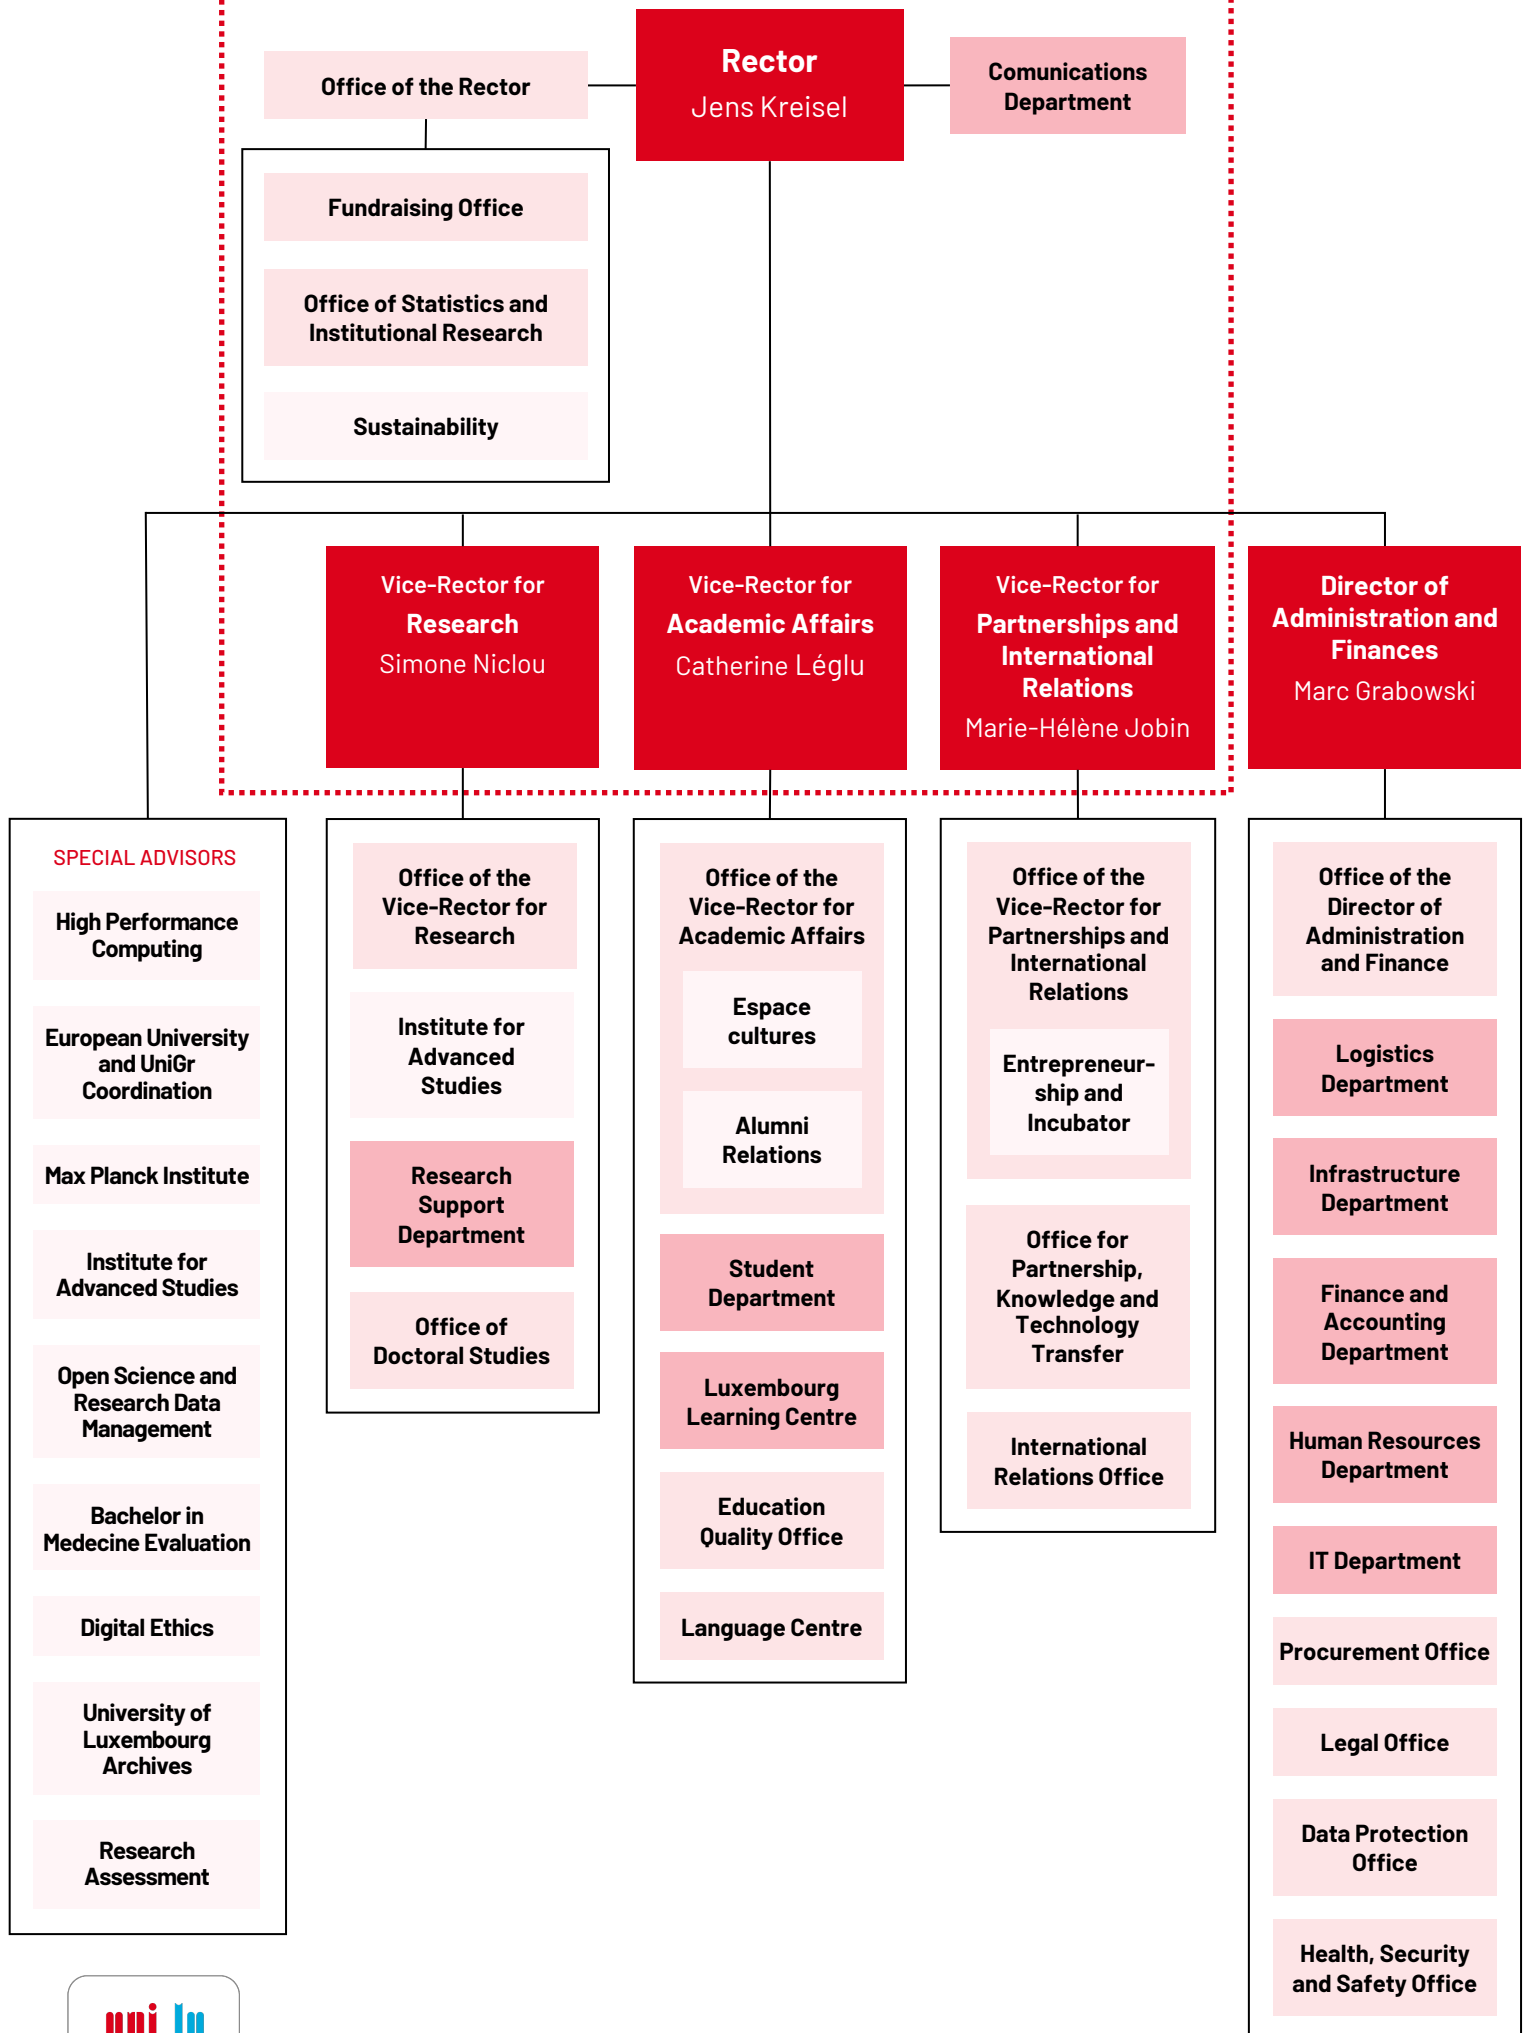 Rector
Jens Kreisel
Office of the Rector
Comunications
Department
Fundraising Office
Office of Statistics and
Institutional Research
Sustainability
Vice-Rector for
Research
Simone Niclou
Vice-Rector for
Academic Affairs
Catherine Léglu
Vice-Rector for
Partnerships and
International
Relations
Marie-Hélène Jobin
Director of
Administration and
Finances
Marc Grabowski
SPECIAL ADVISORS
High Performance
Computing
European University
and UniGr
Coordination
Max Planck Institute
Institute for
Advanced Studies
Open Science and
Research Data
Management
Bachelor in
Medecine Evaluation
Digital Ethics
University of
Luxembourg
Archives
Research
Assessment
Office of the
Vice-Rector for
Research
Institute for
Advanced
Studies
Research
Support
Department
Office of
Doctoral Studies
Office of the
Vice-Rector for
Academic Affairs
Espace
cultures
Alumni
Relations
Student
Department
Luxembourg
Learning Centre
Education
Quality Office
Language Centre
Office of the
Vice-Rector for
Partnerships and
International
Relations
Entrepreneur-
ship and
Incubator
Office for
Partnership,
Knowledge and
Technology
Transfer
International
Relations Office
Office of the
Director of
Administration
and Finance
Logistics
Department
Infrastructure
Department
Finance and
Accounting
Department
Human Resources
Department
IT Department
Procurement Office
Legal Office
Data Protection
Office
Health, Security
and Safety Office